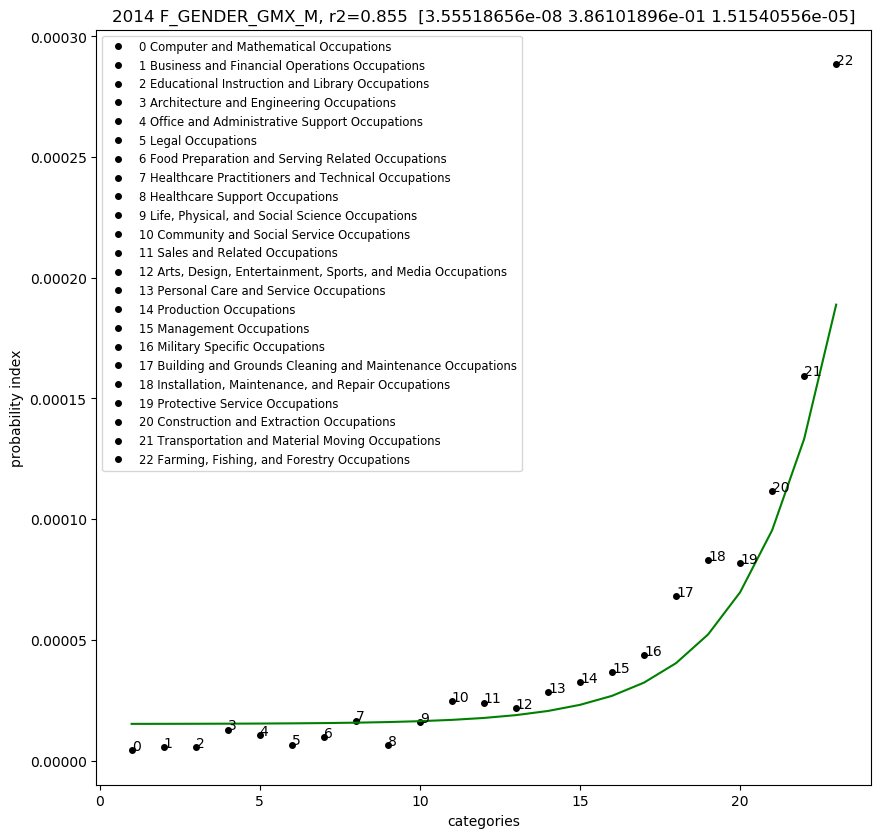 2014 F_GENDER_GMX_M, r2=0.855  [3.55518656e-08 3.86101896e-01 1.51540556e-05]
0 Computer and Mathematical Occupations
1 Business and Financial Operations Occupations
2 Educational Instruction and Library Occupations
3 Architecture and Engineering Occupations
4 Office and Administrative Support Occupations
5 Legal Occupations
6 Food Preparation and Serving Related Occupations
7 Healthcare Practitioners and Technical Occupations
8 Healthcare Support Occupations
9 Life, Physical, and Social Science Occupations
10 Community and Social Service Occupations
11 Sales and Related Occupations
12 Arts, Design, Entertainment, Sports, and Media Occupations
13 Personal Care and Service Occupations
14 Production Occupations
15 Management Occupations
16 Military Specific Occupations
17 Building and Grounds Cleaning and Maintenance Occupations
18 Installation, Maintenance, and Repair Occupations
19 Protective Service Occupations
20 Construction and Extraction Occupations
21 Transportation and Material Moving Occupations
22 Farming, Fishing, and Forestry Occupations
probability index
0.00030
0.00025
0.00020
0.00015
0.00010
0.00005
0.00000
0
1
2
3
4
5
6
7
8
9
10
11
12
13
14
15
16
17
18
19
20
21
22
0 5 10 15 20
categories